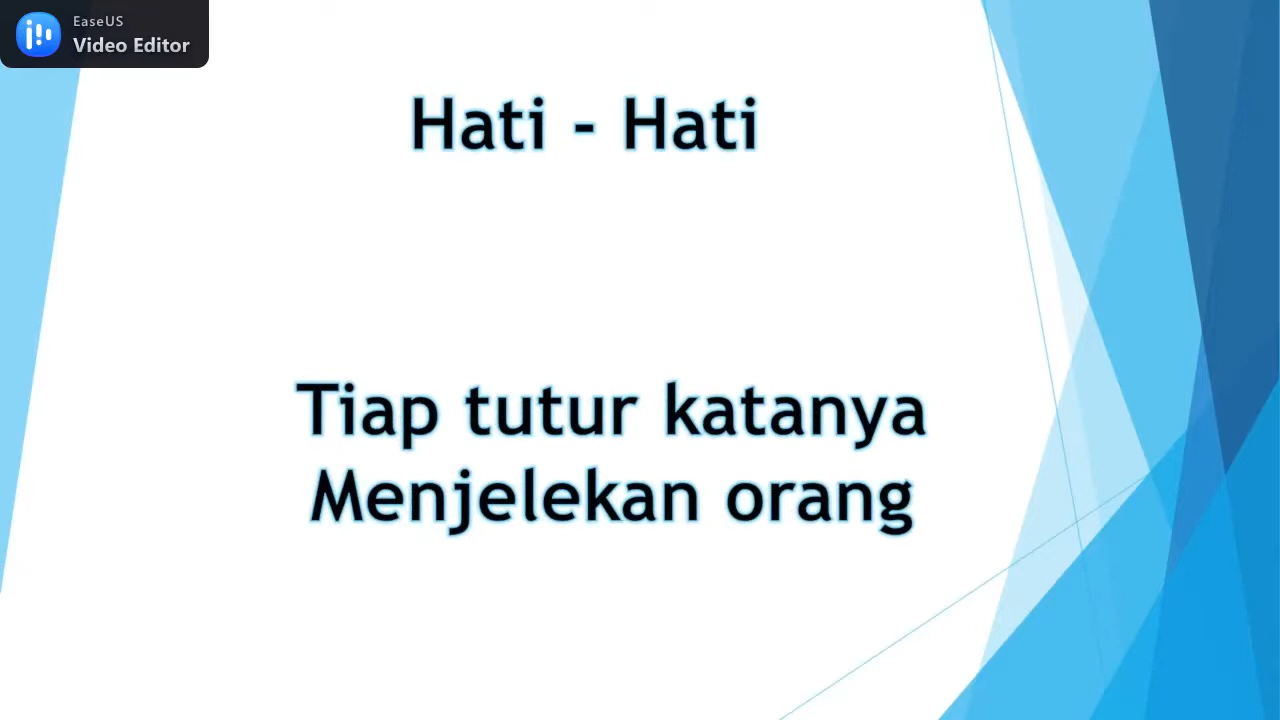 EaseUS
Video Editor
Hati - Hati
Tiap tutur katanya
Menjelekan orang